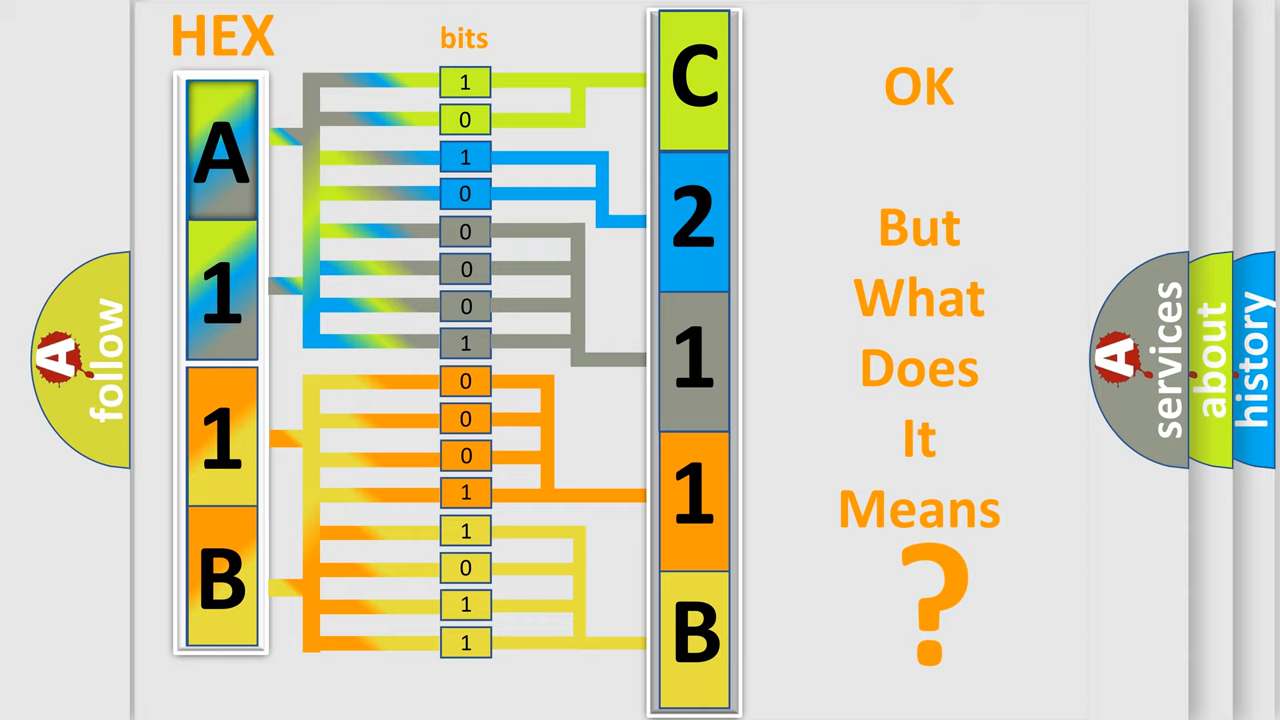 HEX
bits
A
1
1
B
1
0
1
0
0
0
0
1
0
0
0
1
1
0
1
1
C
2
1
1
B
OK
But
What
Does
It
Means
?
A
follow
A
services
about
history